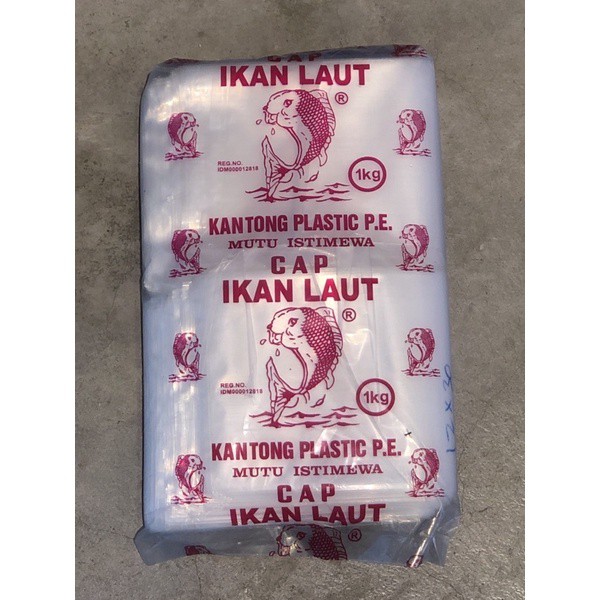 CAP
IKAN LAUT
®
REG.NO.
IDM000012818
1kg
KANTONG PLASTIC P.E.
MUTU ISTIMEWA
CAP
IKAN LAUT
®
REG.NO.
IDM000012818
1kg
KANTONG PLASTIC P.E.
MUTU ISTIMEWA
CAP
IKAN LAUT
®